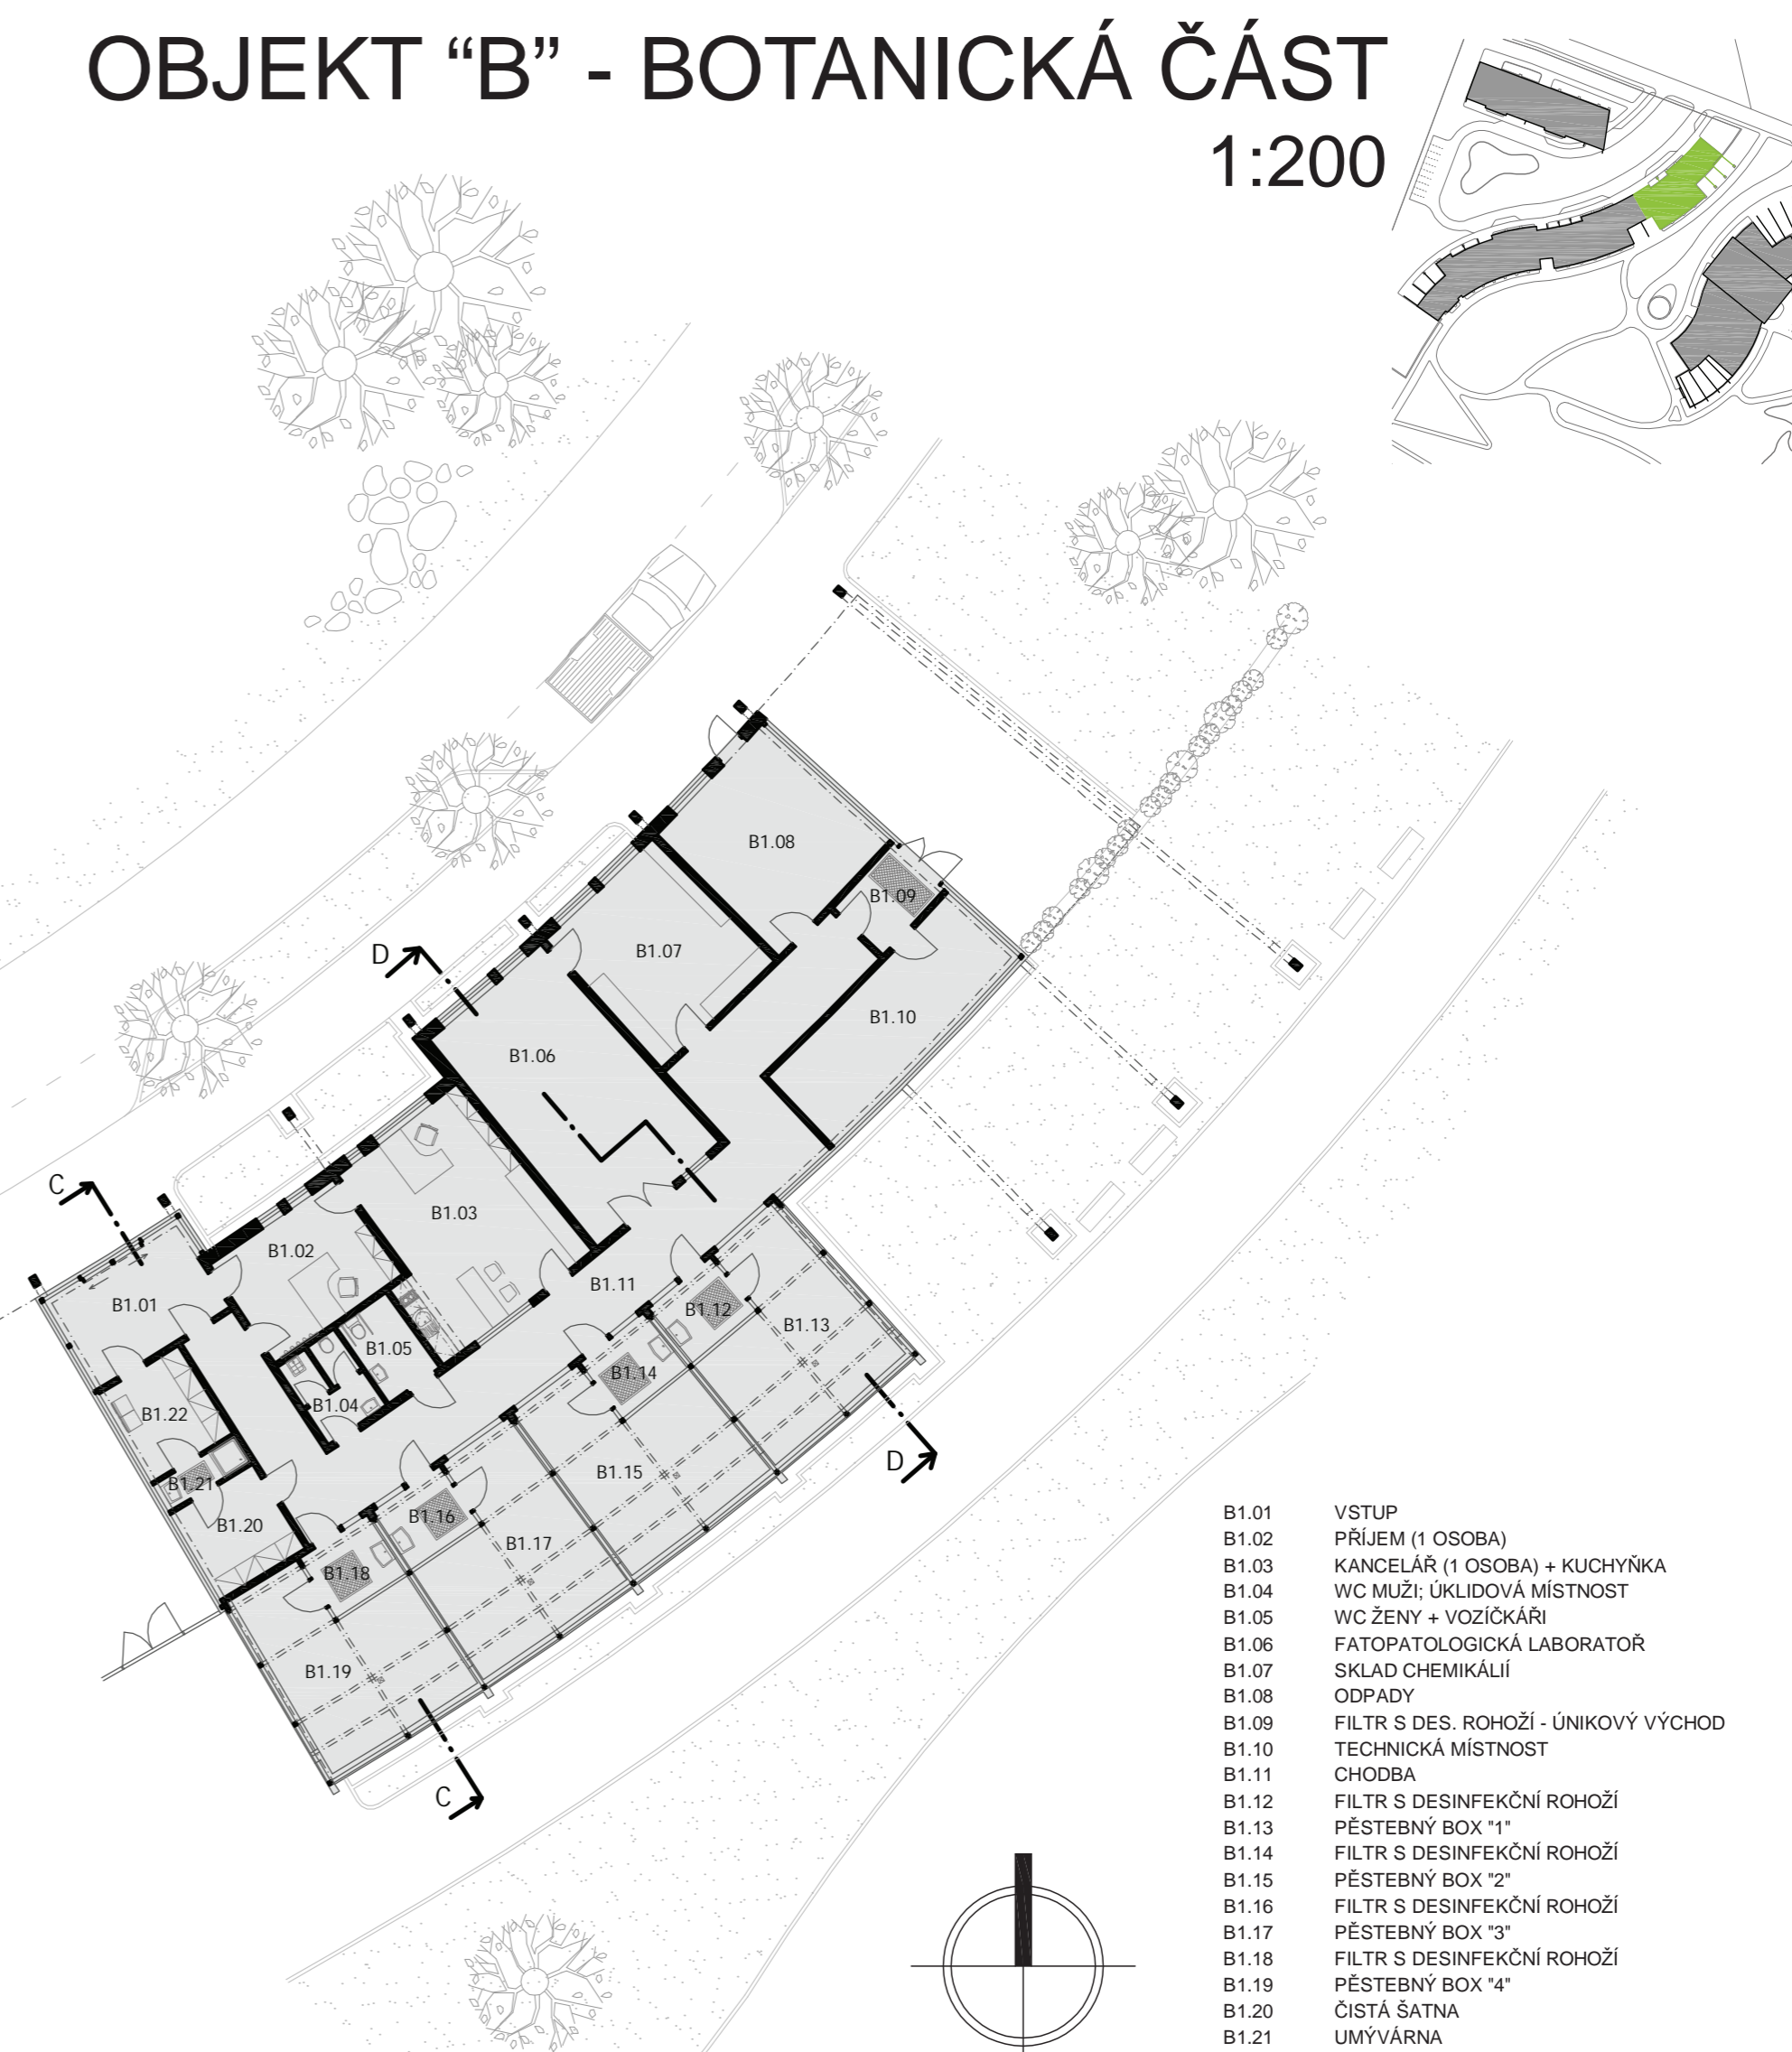 OBJEKT “B” - BOTANICKÁ ČÁST
1:200
B1.08
B1.09
D
B1.07
B1.10
B1.06
C
B1.03
B1.02
B1.11
B1.01
B1.12
B1.13
B1.05
B1.14
B1.04
B1.22
D
B1.15
B1.21
B1.16
B1.20
B1.17
B1.18
B1.19
C
B1.01 VSTUP
B1.02 PŘÍJEM (1 OSOBA)
B1.03 KANCELÁŘ (1 OSOBA) + KUCHYŇKA
B1.04 WC MUŽI; ÚKLIDOVÁ MÍSTNOST
B1.05 WC ŽENY + VOZÍČKÁŘI
B1.06 FATOPATOLOGICKÁ LABORATOŘ
B1.07 SKLAD CHEMIKÁLIÍ
B1.08 ODPADY
B1.09 FILTR S DES. ROHOŽÍ - ÚNIKOVÝ VÝCHOD
B1.10 TECHNICKÁ MÍSTNOST
B1.11 CHODBA
B1.12 FILTR S DESINFEKČNÍ ROHOŽÍ
B1.13 PĚSTEBNÝ BOX "1"
B1.14 FILTR S DESINFEKČNÍ ROHOŽÍ
B1.15 PĚSTEBNÝ BOX "2"
B1.16 FILTR S DESINFEKČNÍ ROHOŽÍ
B1.17 PĚSTEBNÝ BOX "3"
B1.18 FILTR S DESINFEKČNÍ ROHOŽÍ
B1.19 PĚSTEBNÝ BOX "4"
B1.20 ČISTÁ ŠATNA
B1.21 UMÝVÁRNA